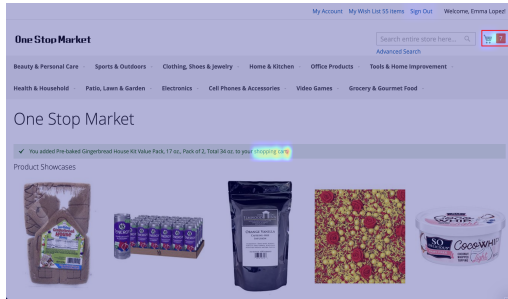 My Account My Wish List 55 items Sign Out Welcome, Emma Lopez!
One Stop Market
Search entire store here...
Advanced Search
Beauty & Personal Care Sports & Outdoors Clothing, Shoes & Jewelry Home & Kitchen Office Products Tools & Home Improvement
Health & Household Patio, Lawn & Garden Electronics Cell Phones & Accessories Video Games Grocery & Gourmet Food
One Stop Market
You added Pre-baked Gingerbread House Kit Value Pack, 17 oz., Pack of 2, Total 34 oz. to your shopping cart.
Product Showcases
ORANGE VANILLA
SO
COCOWHIP